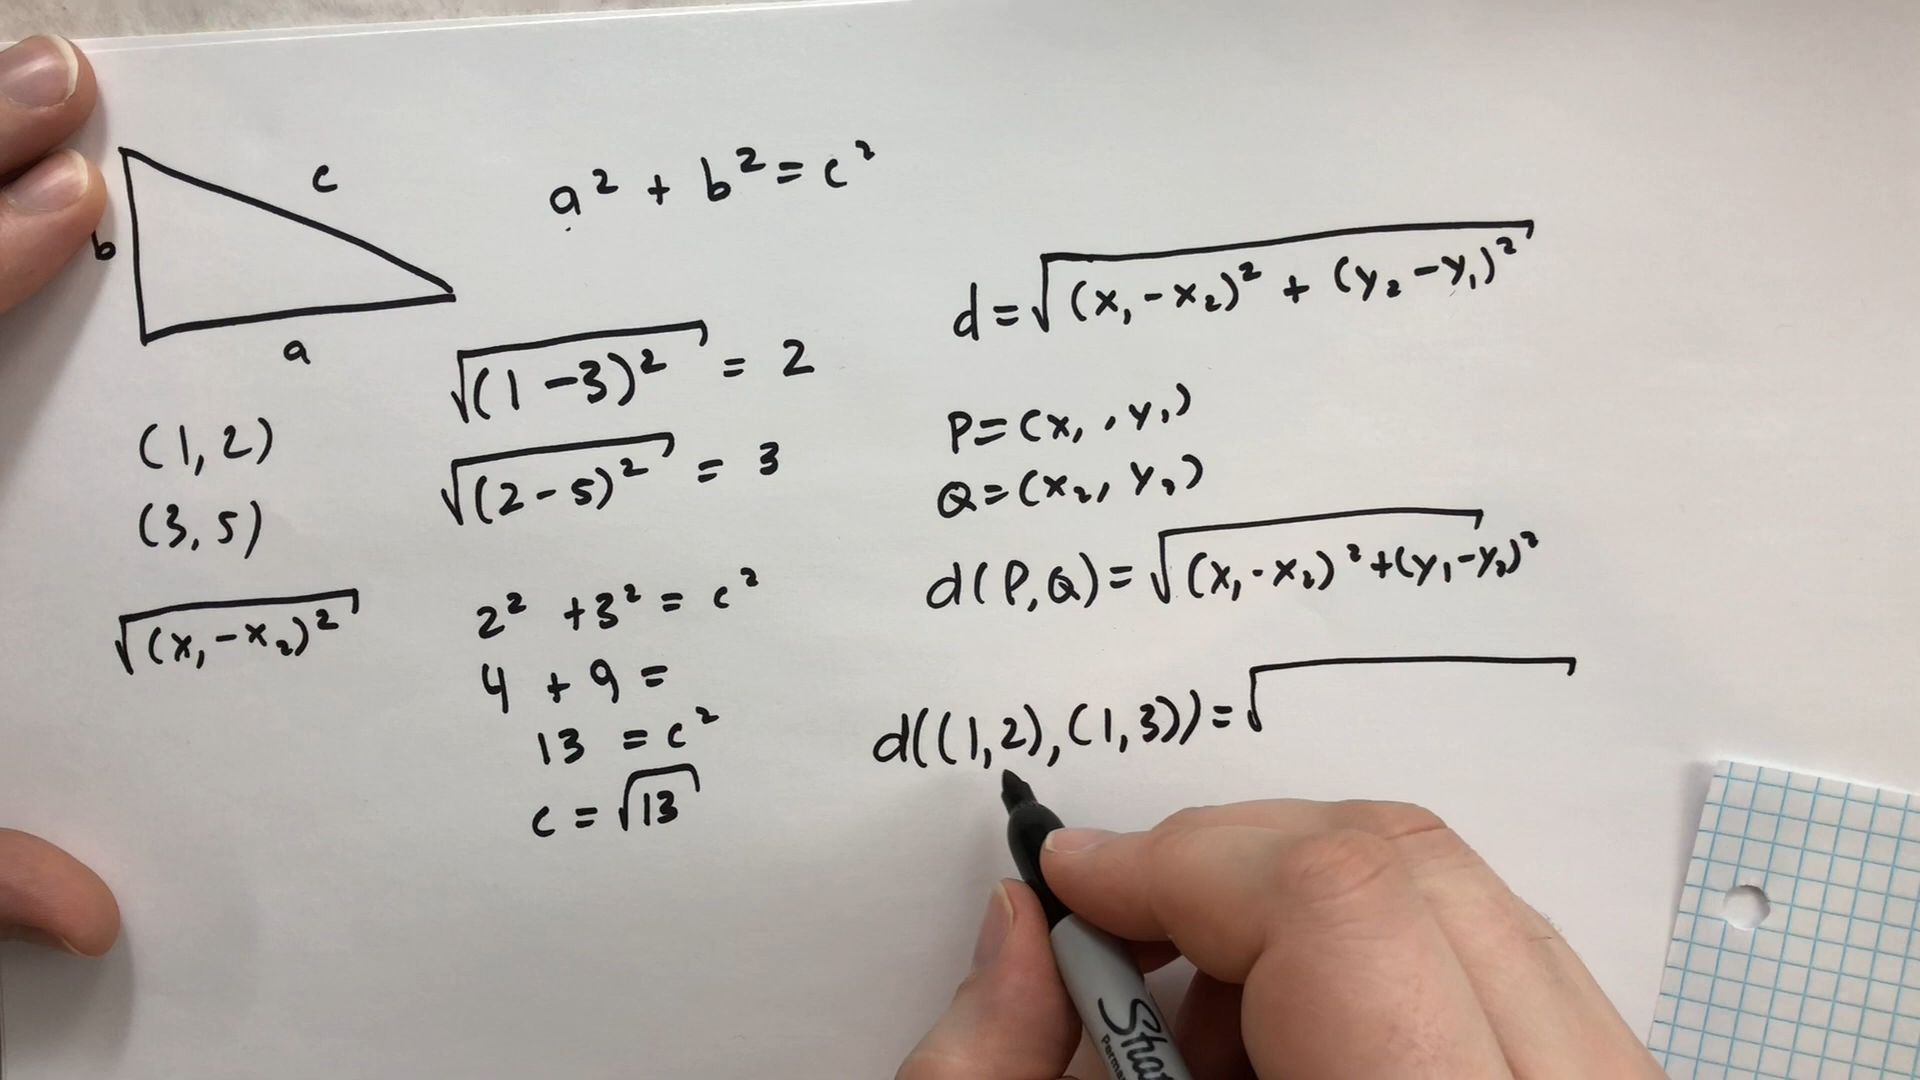 c
b
a
a² + b² = c²
(1, 2)
(3, 5)
√(x₁ - x₂)²
√(1 - 3)² = 2
√(2 - 5)² = 3
2² + 3² = c²
4 + 9 =
13 = c²
c = √13
d = √(x₁ - x₂)² + (y₂ - y₁)²
P = (x₁, y₁)
Q = (x₂, y₂)
d(P, Q) = √(x₁ - x₂)² + (y₁ - y₂)²
d((1,2), (1,3)) = √